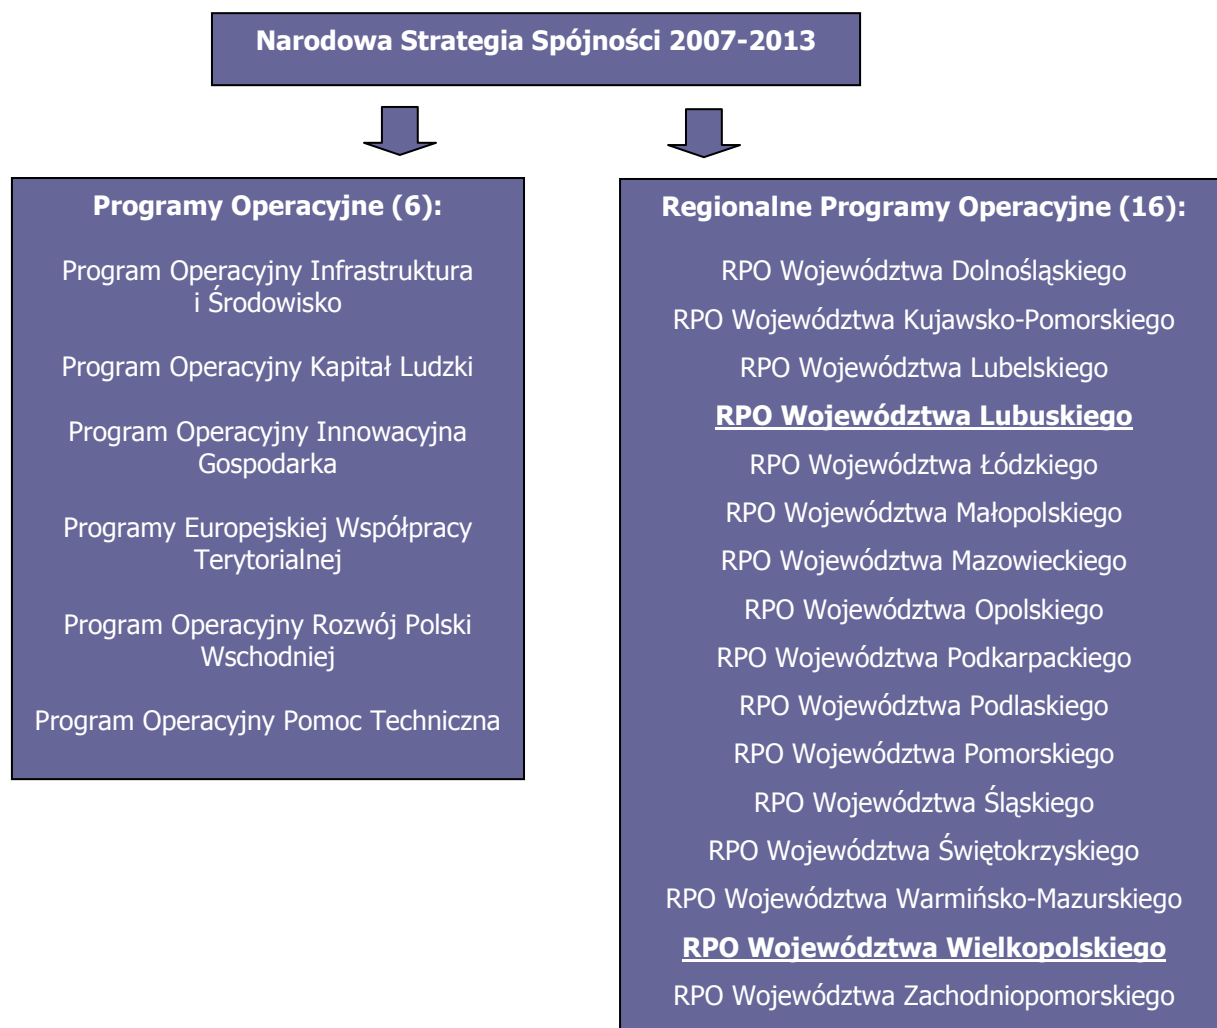 Narodowa Strategia Spójności 2007-2013
Programy Operacyjne (6):
Program Operacyjny Infrastruktura
i Środowisko
Program Operacyjny Kapitał Ludzki
Program Operacyjny Innowacyjna
Gospodarka
Programy Europejskiej Współpracy
Terytorialnej
Program Operacyjny Rozwój Polski
Wschodniej
Program Operacyjny Pomoc Techniczna
Regionalne Programy Operacyjne (16):
RPO Województwa Dolnośląskiego
RPO Województwa Kujawsko-Pomorskiego
RPO Województwa Lubelskiego
RPO Województwa Lubuskiego
RPO Województwa Łódzkiego
RPO Województwa Małopolskiego
RPO Województwa Mazowieckiego
RPO Województwa Opolskiego
RPO Województwa Podkarpackiego
RPO Województwa Podlaskiego
RPO Województwa Pomorskiego
RPO Województwa Śląskiego
RPO Województwa Świętokrzyskiego
RPO Województwa Warmińsko-Mazurskiego
RPO Województwa Wielkopolskiego
RPO Województwa Zachodniopomorskiego